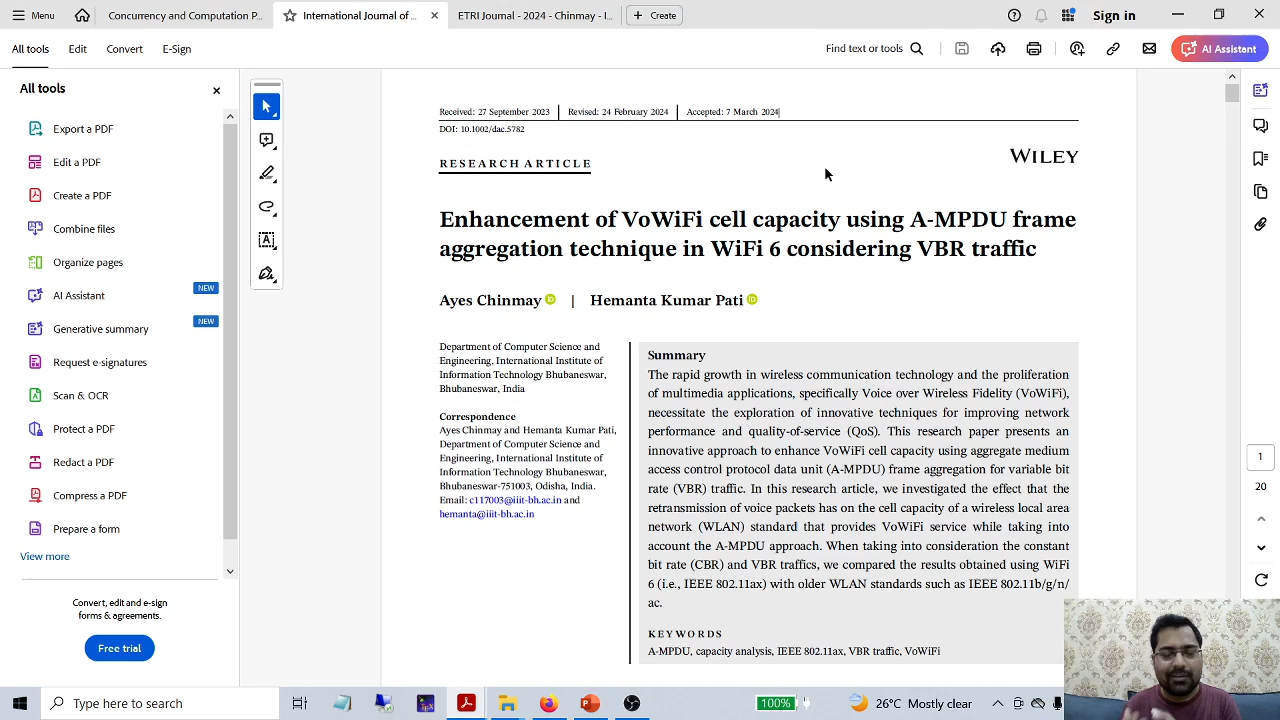 Menu
Concurrency and Computation P
International Journal of ...
ETRI Journal - 2024 - Chinmay - I...
Create
Sign in
All tools
Edit
Convert
E-Sign
Find text or tools
AI Assistant
All tools
Export a PDF
Edit a PDF
Create a PDF
Combine files
Organize pages
AI Assistant
NEW
Generative summary
NEW
Request e-signatures
Scan & OCR
Protect a PDF
Redact a PDF
Compress a PDF
Prepare a form
View more
Convert, edit and e-sign
forms & agreements.
Free trial
Received: 27 September 2023 | Revised: 24 February 2024 | Accepted: 7 March 2024
DOI: 10.1002/dac.5782
RESEARCH ARTICLE
WILEY
Enhancement of VoWiFi cell capacity using A-MPDU frame
aggregation technique in WiFi 6 considering VBR traffic
Ayes Chinmay | Hemanta Kumar Pati
Department of Computer Science and
Engineering, International Institute of
Information Technology Bhubaneswar,
Bhubaneswar, India
Correspondence
Ayes Chinmay and Hemanta Kumar Pati,
Department of Computer Science and
Engineering, International Institute of
Information Technology Bhubaneswar,
Bhubaneswar-751003, Odisha, India.
Email: c117003@iiit-bh.ac.in and
hemanta@iiit-bh.ac.in
Summary
The rapid growth in wireless communication technology and the proliferation
of multimedia applications, specifically Voice over Wireless Fidelity (VoWiFi),
necessitate the exploration of innovative techniques for improving network
performance and quality-of-service (QoS). This research paper presents an
innovative approach to enhance VoWiFi cell capacity using aggregate medium
access control protocol data unit (A-MPDU) frame aggregation for variable bit
rate (VBR) traffic. In this research article, we investigated the effect that the
retransmission of voice packets has on the cell capacity of a wireless local area
network (WLAN) standard that provides VoWiFi service while taking into
account the A-MPDU approach. When taking into consideration the constant
bit rate (CBR) and VBR traffics, we compared the results obtained using WiFi
6 (i.e., IEEE 802.11ax) with older WLAN standards such as IEEE 802.11b/g/n/
ac.
KEYWORDS
A-MPDU, capacity analysis, IEEE 802.11ax, VBR traffic, VoWiFi
1
20
Type here to search
100%
26°C Mostly clear